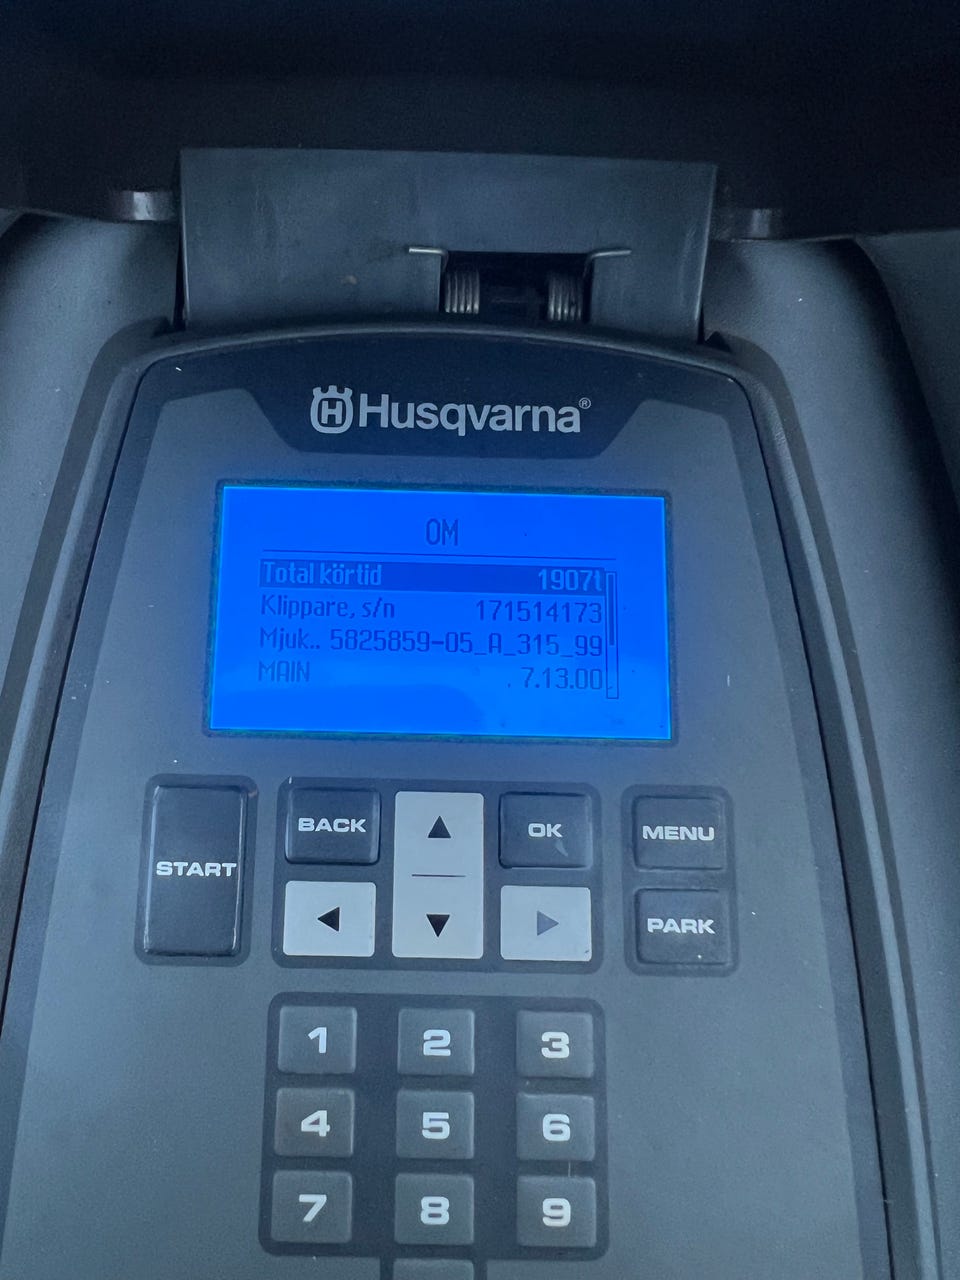 Husqvarna®
OM
Total körtid 1907t
Klippare, s/n 171514173
Mjuk.. 5825859-05_A_315_99
MAIN . 7.13.00
START
BACK
OK
MENU
PARK
1 2 3
4 5 6
7 8 9